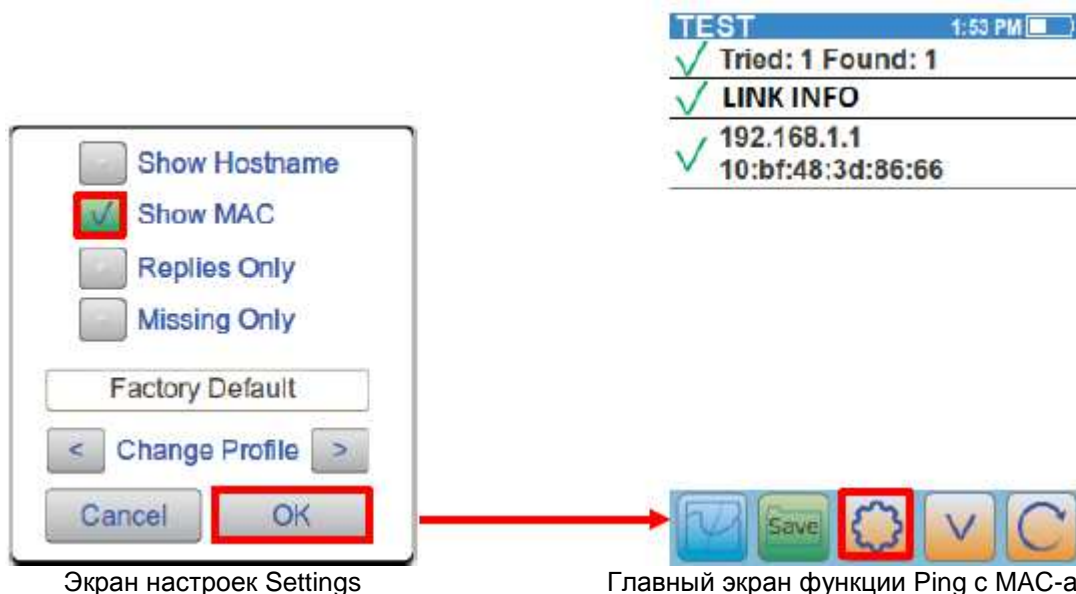 Show Hostname
Show MAC
Replies Only
Missing Only
Factory Default
< Change Profile >
Cancel OK
Экран настроек Settings
TEST 1:53 PM
Tried: 1 Found: 1
LINK INFO
192.168.1.1
10:bf:48:3d:86:66
Save
Главный экран функции Ping с MAC-а